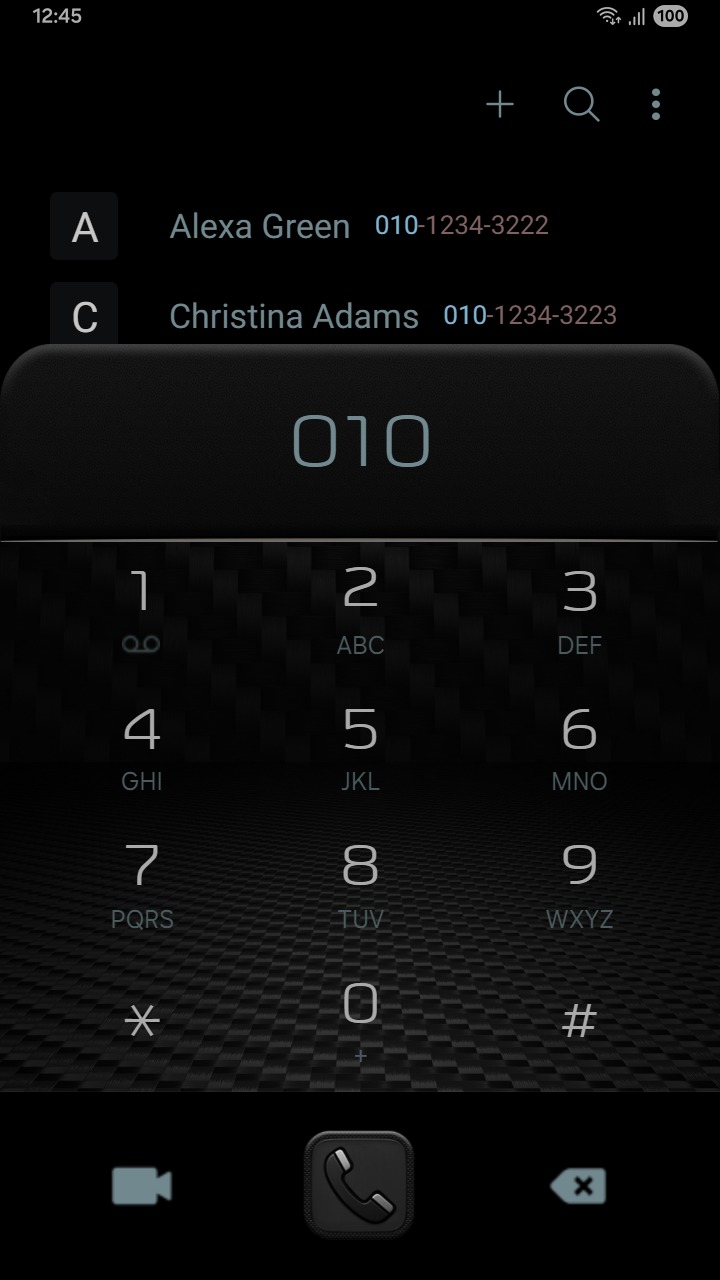 12:45 100
A Alexa Green 010-1234-3222
C Christina Adams 010-1234-3223
010
1 2 3
ABC DEF
4 5 6
GHI JKL MNO
7 8 9
PQRS TUV WXYZ
* 0 #
+